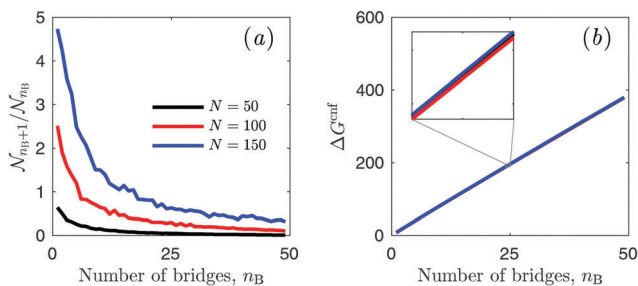 (a)
5
4
3
2
1
0
𝒩_{n_B+1}/𝒩_{n_B}
N = 50
N = 100
N = 150
0 25 50
Number of bridges, n_B
(b)
600
400
200
0
ΔG^{cnf}
0 25 50
Number of bridges, n_B